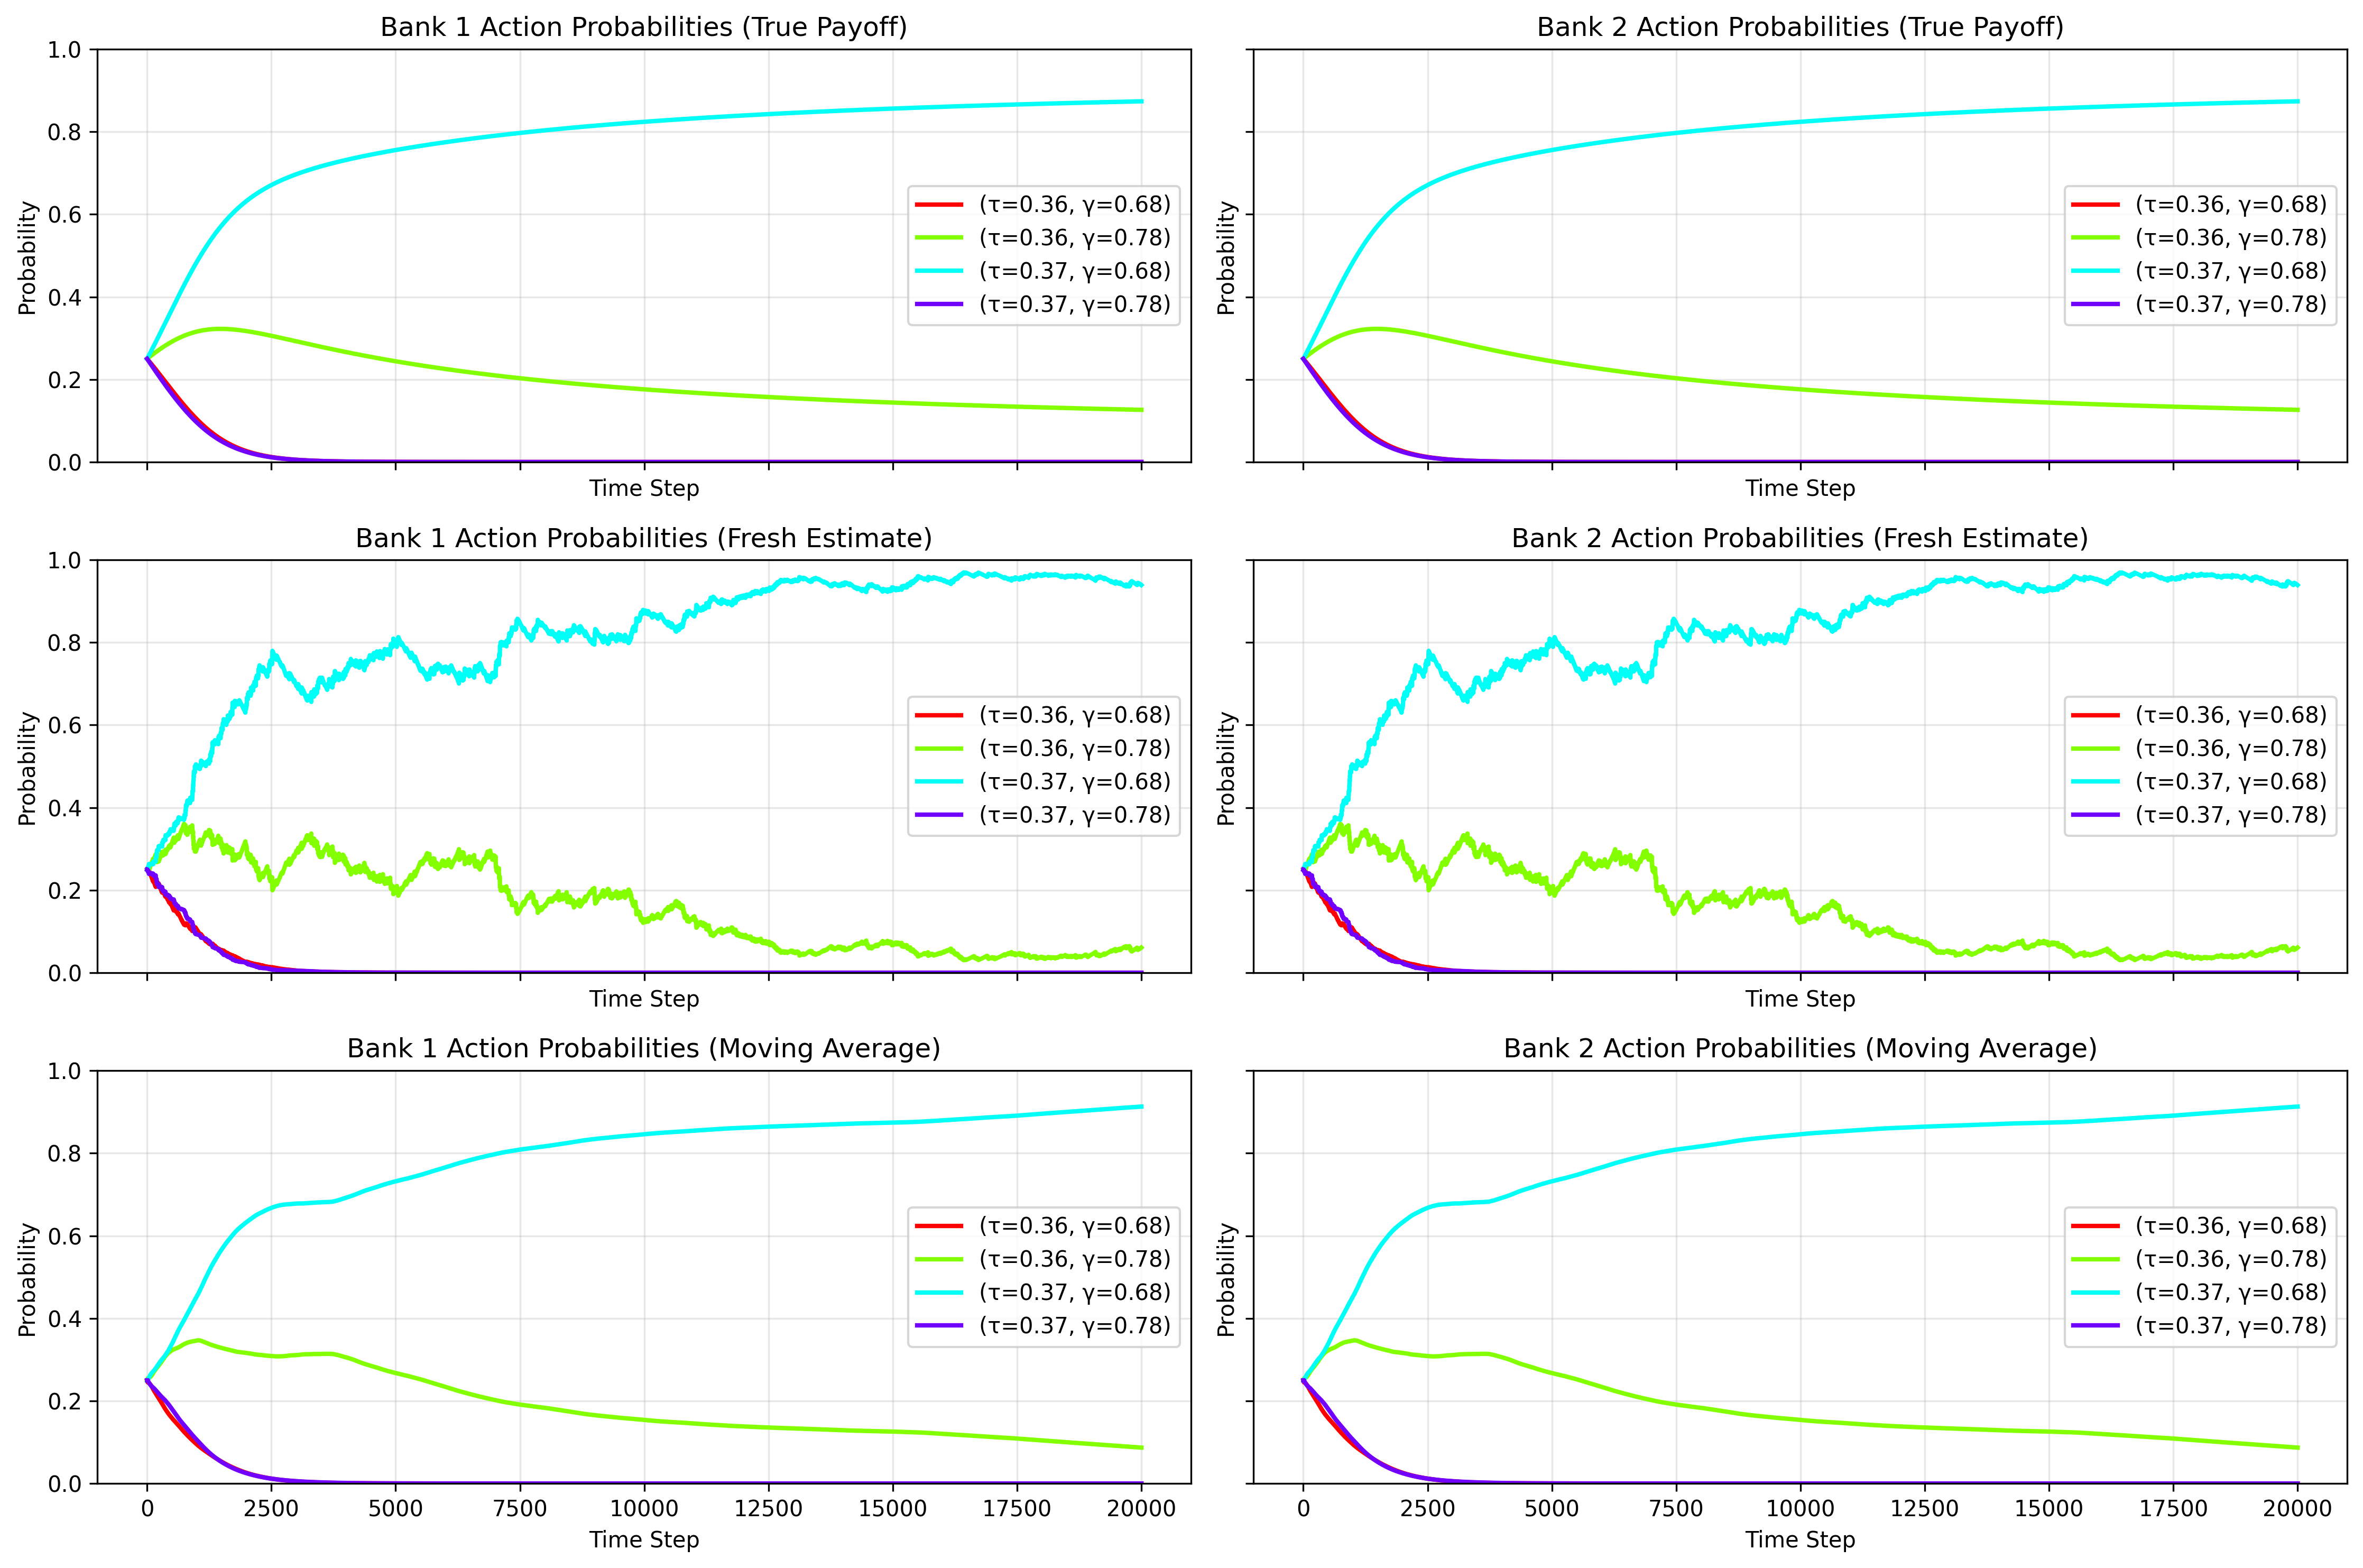 Bank 1 Action Probabilities (True Payoff)
1.0
0.8
0.6
0.4
0.2
0.0
Probability
(τ=0.36, γ=0.68)
(τ=0.36, γ=0.78)
(τ=0.37, γ=0.68)
(τ=0.37, γ=0.78)
Time Step
Bank 2 Action Probabilities (True Payoff)
Probability
(τ=0.36, γ=0.68)
(τ=0.36, γ=0.78)
(τ=0.37, γ=0.68)
(τ=0.37, γ=0.78)
Time Step
Bank 1 Action Probabilities (Fresh Estimate)
1.0
0.8
0.6
0.4
0.2
0.0
Probability
(τ=0.36, γ=0.68)
(τ=0.36, γ=0.78)
(τ=0.37, γ=0.68)
(τ=0.37, γ=0.78)
Time Step
Bank 2 Action Probabilities (Fresh Estimate)
Probability
(τ=0.36, γ=0.68)
(τ=0.36, γ=0.78)
(τ=0.37, γ=0.68)
(τ=0.37, γ=0.78)
Time Step
Bank 1 Action Probabilities (Moving Average)
1.0
0.8
0.6
0.4
0.2
0.0
Probability
(τ=0.36, γ=0.68)
(τ=0.36, γ=0.78)
(τ=0.37, γ=0.68)
(τ=0.37, γ=0.78)
0 2500 5000 7500 10000 12500 15000 17500 20000
Time Step
Bank 2 Action Probabilities (Moving Average)
Probability
(τ=0.36, γ=0.68)
(τ=0.36, γ=0.78)
(τ=0.37, γ=0.68)
(τ=0.37, γ=0.78)
0 2500 5000 7500 10000 12500 15000 17500 20000
Time Step